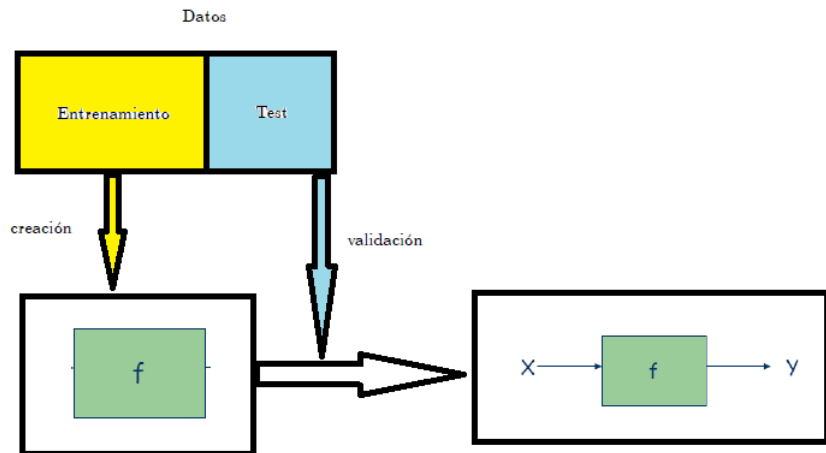 Datos
Entrenamiento
Test
creación
validación
f
X
f
y